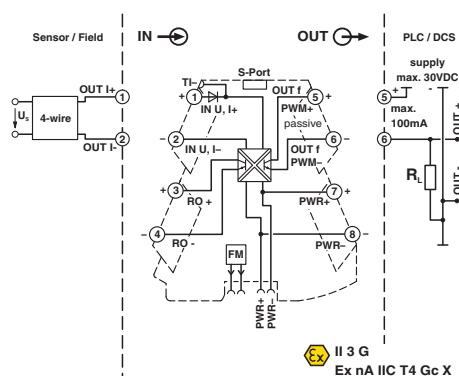 Sensor / Field
IN
OUT
PLC / DCS
supply
max. 30VDC
TI–
S-Port
OUT I+
1
+ 1
IN U, I+
OUT f
5 +
PWM+
passive
5 + -
max.
100mA
Us
4-wire
OUT I-
2
– 2
IN U, I–
6 –
OUT f
PWM–
6
OUT +
OUT -
RL
+ 3
RO +
7 +
PWR+
– 4
RO -
8 –
PWR–
FM
PWR+
PWR–
Ex
II 3 G
Ex nA IIC T4 Gc X